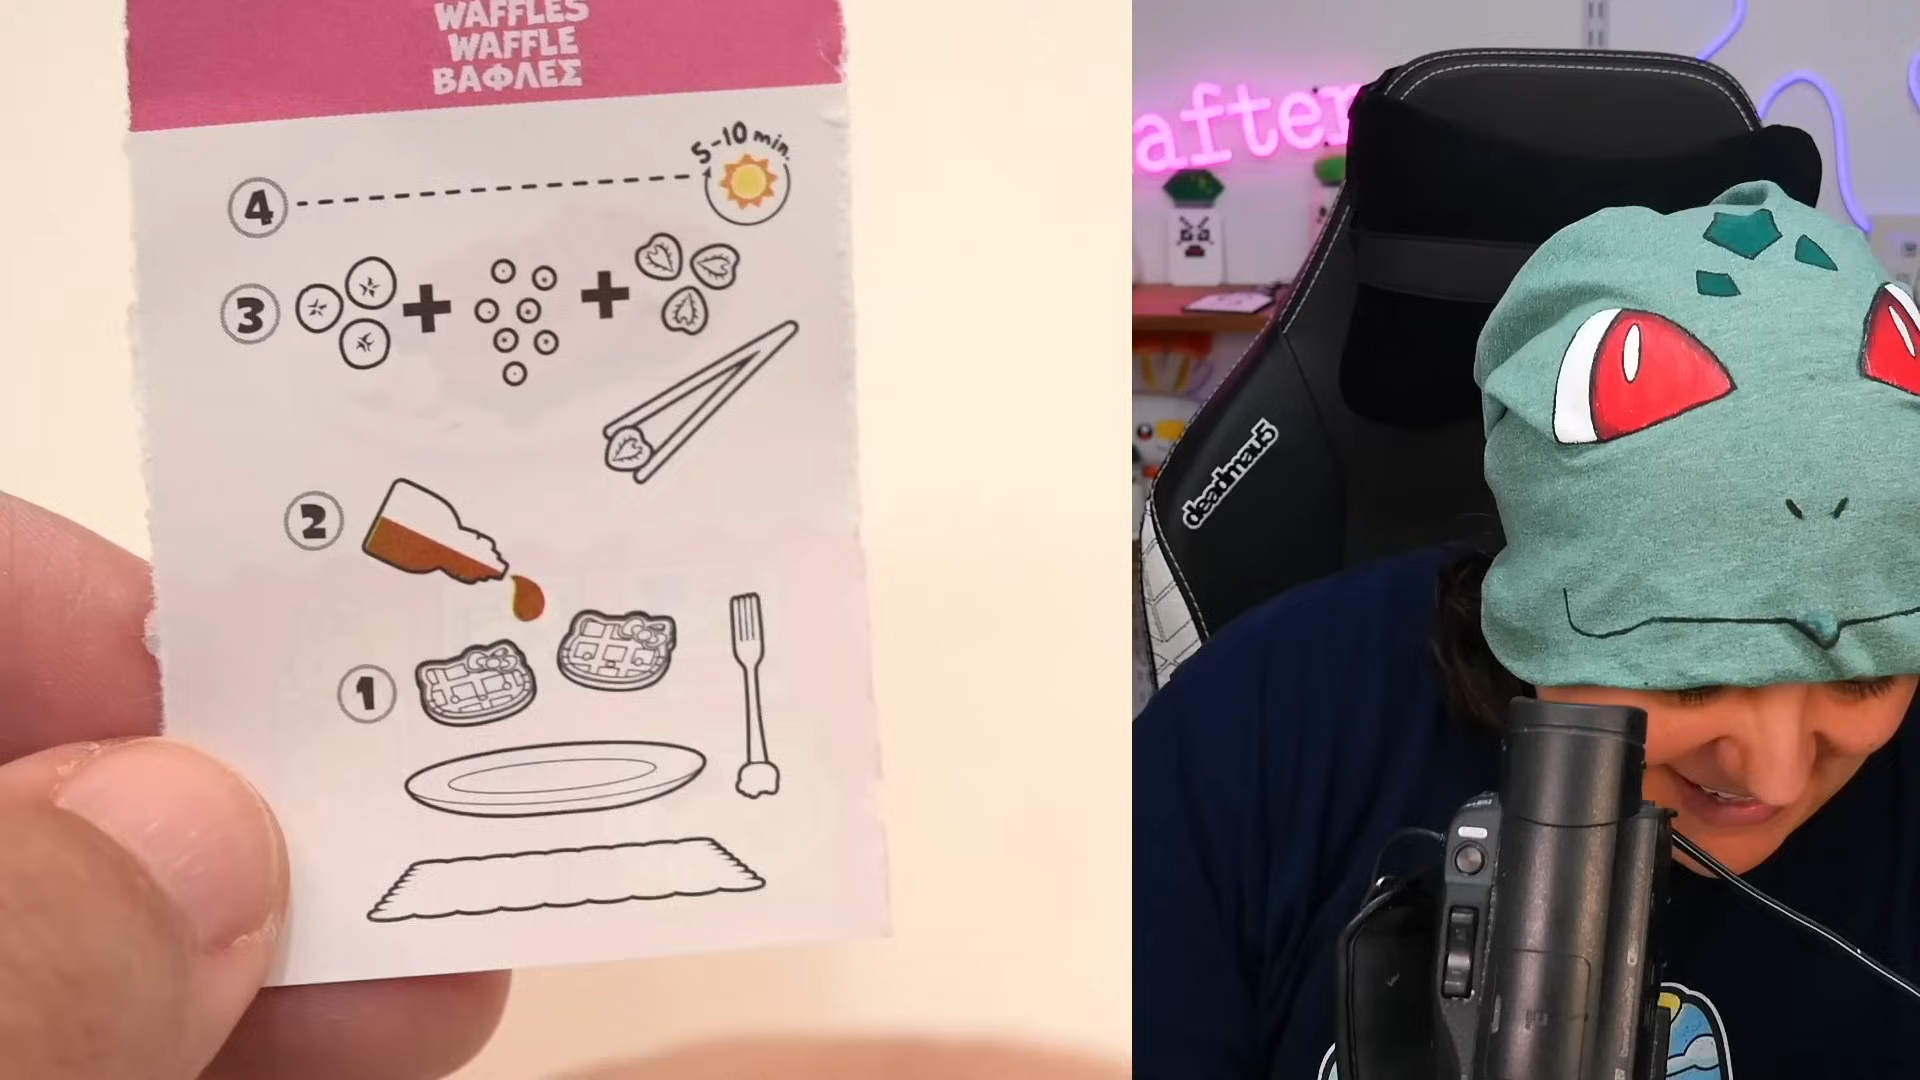 WAFFLES
WAFFLE
ΒΑΦΛΕΣ
4
5-10 min.
3
+
+
2
1
after
deadmau5